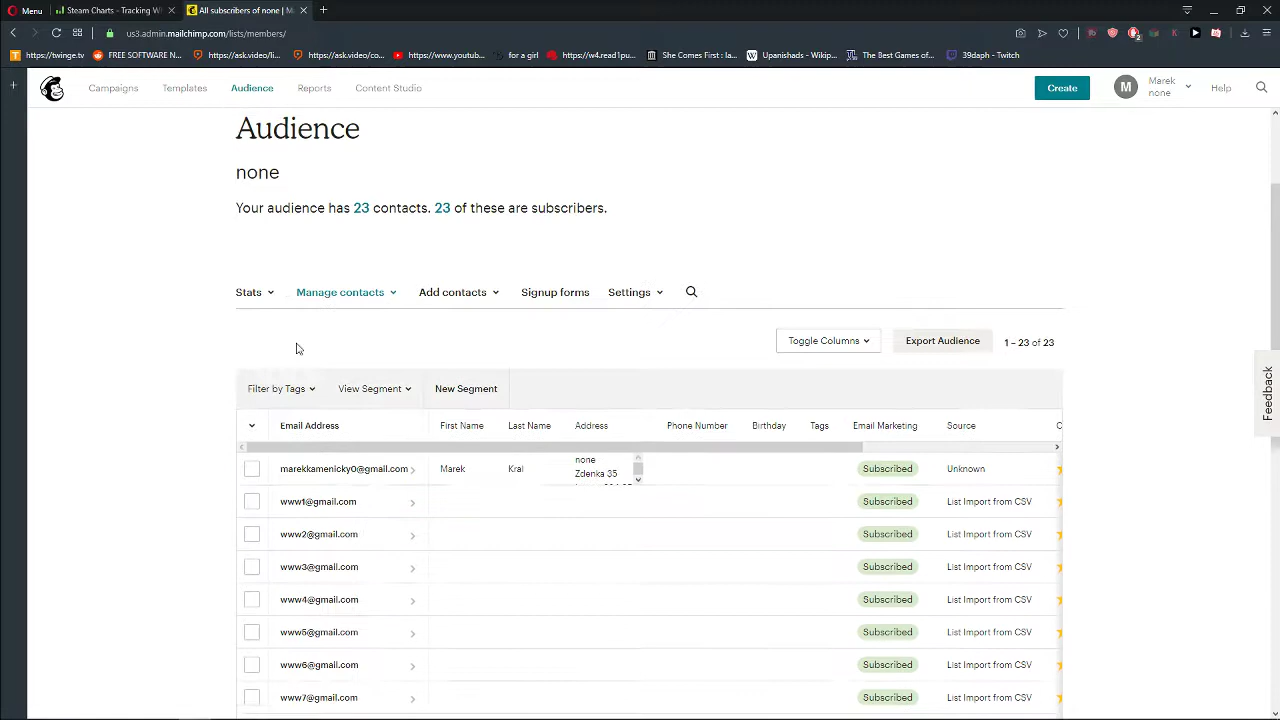 Menu
Steam Charts - Tracking Wh
All subscribers of none | Ma
us3.admin.mailchimp.com/lists/members/
https://twinge.tv
FREE SOFTWARE N...
https://ask.video/se...
https://ask.video/co...
https://www.youtub...
for a girl
https://w4.read1pu...
She Comes First : la...
Upanishads - Wikip...
The Best Games of...
39daph - Twitch
Campaigns
Templates
Audience
Reports
Content Studio
Create
M
Marek
none
Help
Audience
none
Your audience has 23 contacts. 23 of these are subscribers.
Stats
Manage contacts
Add contacts
Signup forms
Settings
Toggle Columns
Export Audience
1 – 23 of 23
Feedback
Filter by Tags
View Segment
New Segment
Email Address First Name Last Name Address Phone Number Birthday Tags Email Marketing Source
marekkamenicky0@gmail.com Marek Kral none Subscribed Unknown
Zdenka 35
www1@gmail.com Subscribed List Import from CSV
www2@gmail.com Subscribed List Import from CSV
www3@gmail.com Subscribed List Import from CSV
www4@gmail.com Subscribed List Import from CSV
www5@gmail.com Subscribed List Import from CSV
www6@gmail.com Subscribed List Import from CSV
www7@gmail.com Subscribed List Import from CSV